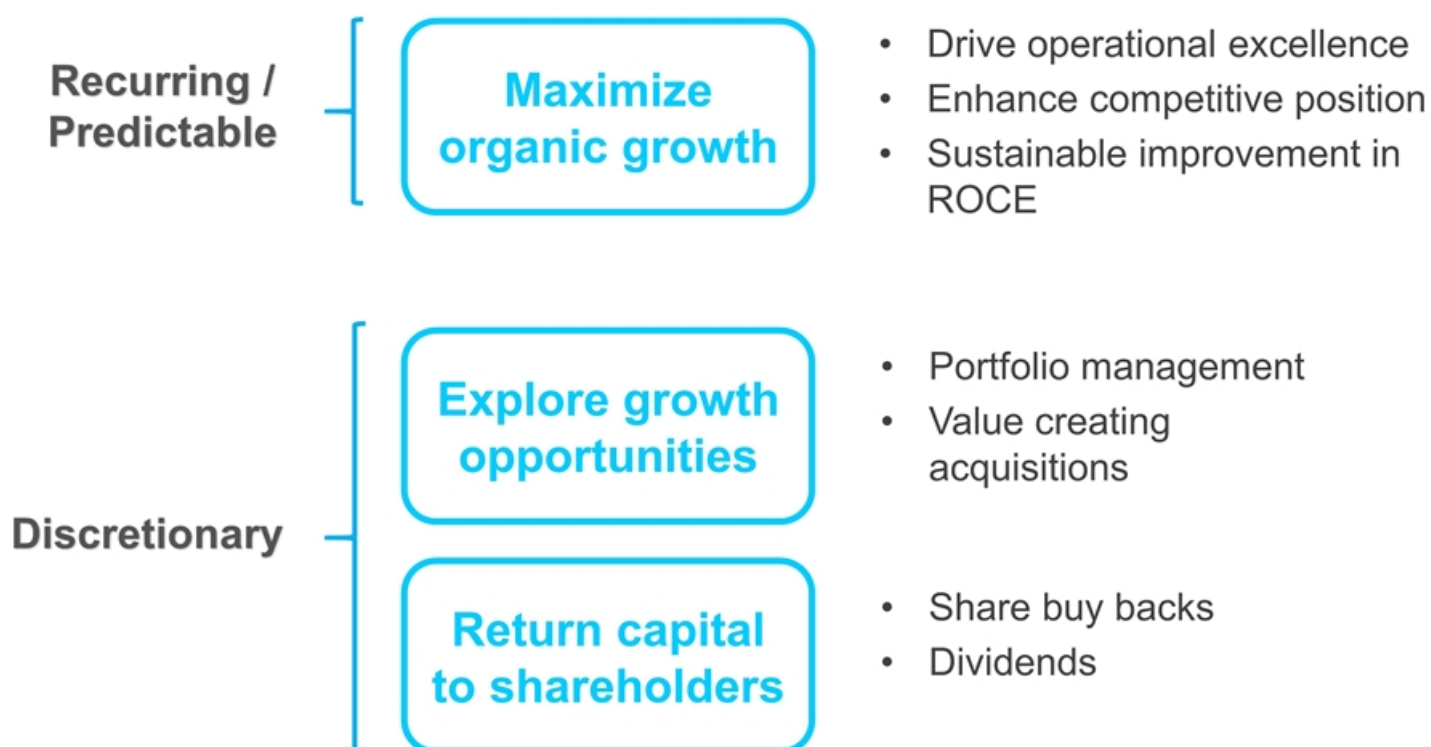 Recurring /
Predictable
Maximize
organic growth
• Drive operational excellence
• Enhance competitive position
• Sustainable improvement in
ROCE
Discretionary
Explore growth
opportunities
• Portfolio management
• Value creating
acquisitions
Return capital
to shareholders
• Share buy backs
• Dividends